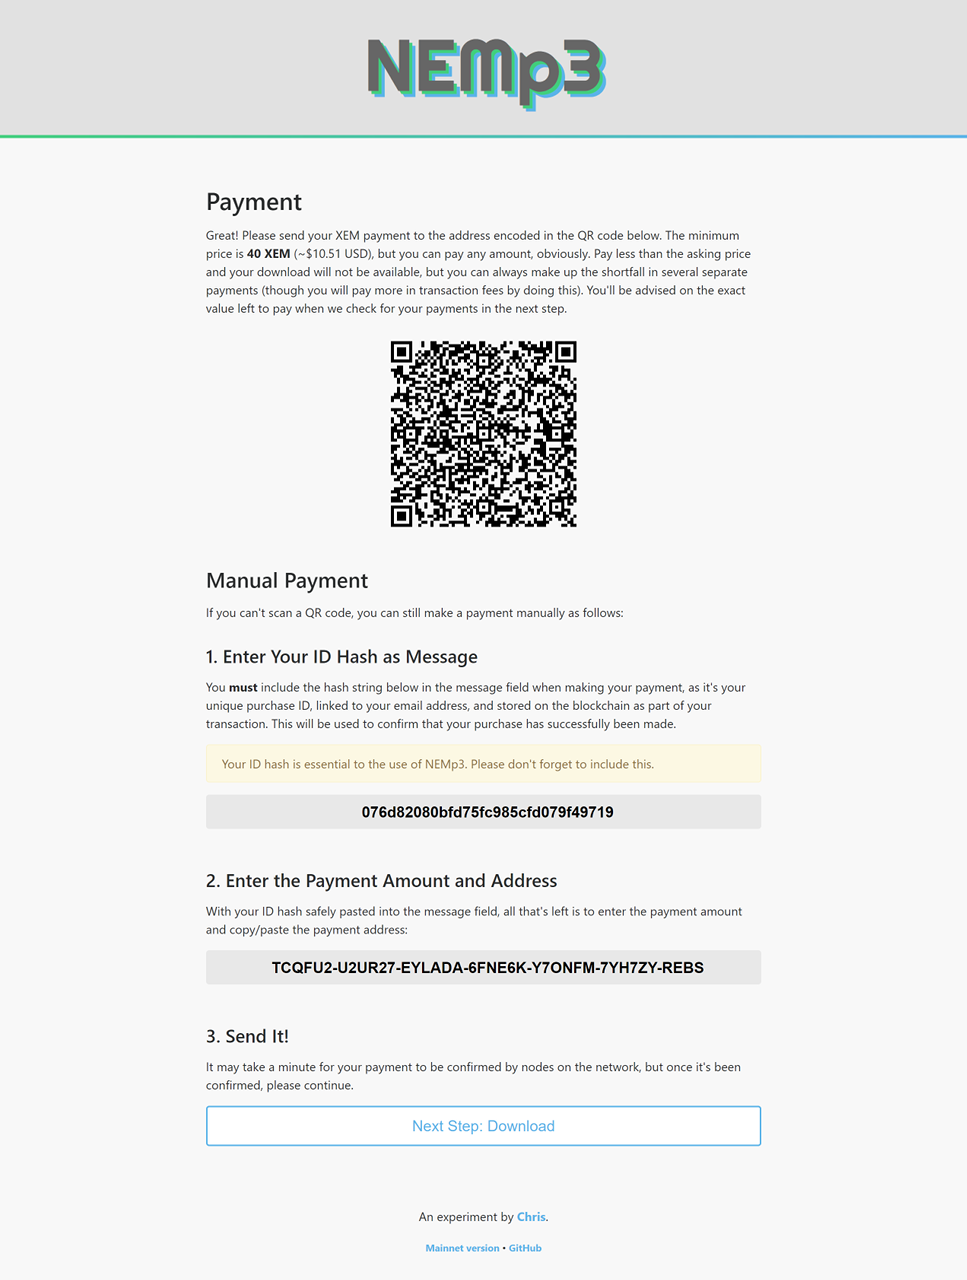 NEMp3
Payment
Great! Please send your XEM payment to the address encoded in the QR code below. The minimum
price is 40 XEM (~$10.51 USD), but you can pay any amount, obviously. Pay less than the asking price
and your download will not be available, but you can always make up the shortfall in several separate
payments (though you will pay more in transaction fees by doing this). You'll be advised on the exact
value left to pay when we check for your payments in the next step.
Manual Payment
If you can't scan a QR code, you can still make a payment manually as follows:
1. Enter Your ID Hash as Message
You must include the hash string below in the message field when making your payment, as it's your
unique purchase ID, linked to your email address, and stored on the blockchain as part of your
transaction. This will be used to confirm that your purchase has successfully been made.
Your ID hash is essential to the use of NEMp3. Please don't forget to include this.
076d82080bfd75fc985cfd079f49719
2. Enter the Payment Amount and Address
With your ID hash safely pasted into the message field, all that's left is to enter the payment amount
and copy/paste the payment address:
TCQFU2-U2UR27-EYLADA-6FNE6K-Y7ONFM-7YH7ZY-REBS
3. Send It!
It may take a minute for your payment to be confirmed by nodes on the network, but once it's been
confirmed, please continue.
Next Step: Download
An experiment by Chris.
Mainnet version • GitHub